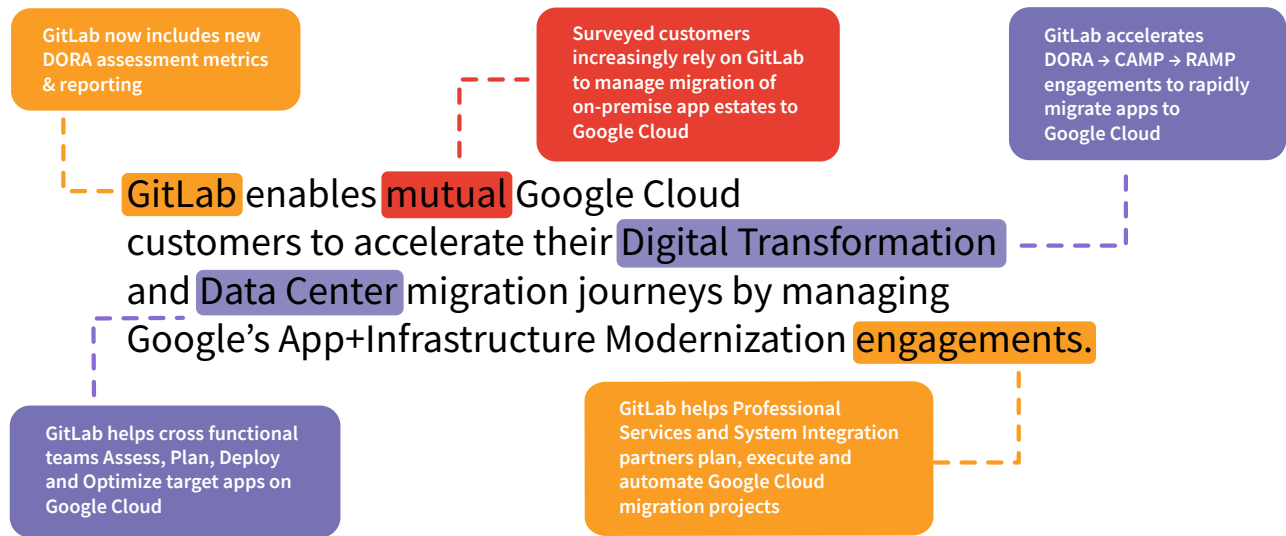 GitLab now includes new
DORA assessment metrics
& reporting
Surveyed customers
increasingly rely on GitLab
to manage migration of
on-premise app estates to
Google Cloud
GitLab accelerates
DORA → CAMP → RAMP
engagements to rapidly
migrate apps to
Google Cloud
GitLab enables mutual Google Cloud
customers to accelerate their Digital Transformation
and Data Center migration journeys by managing
Google's App+Infrastructure Modernization engagements.
GitLab helps cross functional
teams Assess, Plan, Deploy
and Optimize target apps on
Google Cloud
GitLab helps Professional
Services and System Integration
partners plan, execute and
automate Google Cloud
migration projects